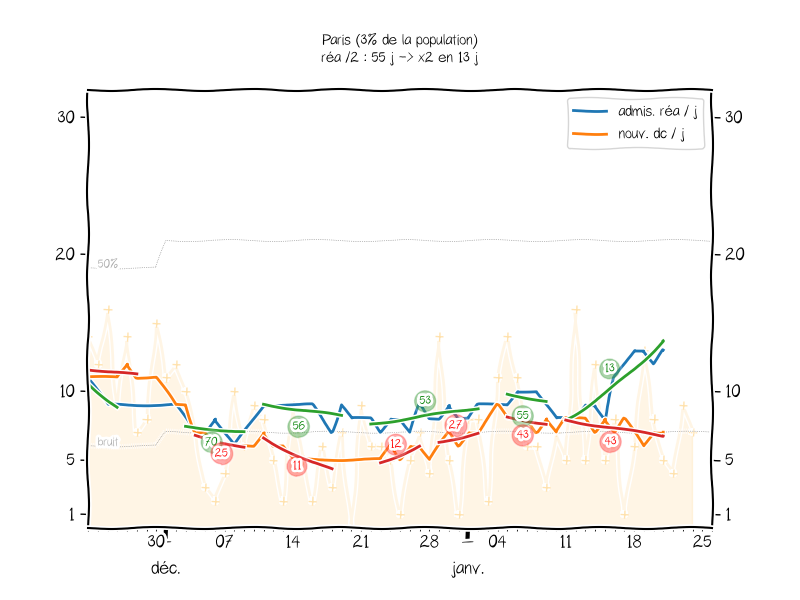 Paris (3% de la population)
réa /2 : 55 j -> x2 en 13 j
admis. réa / j
nouv. dc / j
30 30
50%
20 20
13
10 10
53
27
55
56
43
43
70
12
bruit
25
11
5 5
1 1
30 07 14 21 28 04 11 18 25
déc. janv.